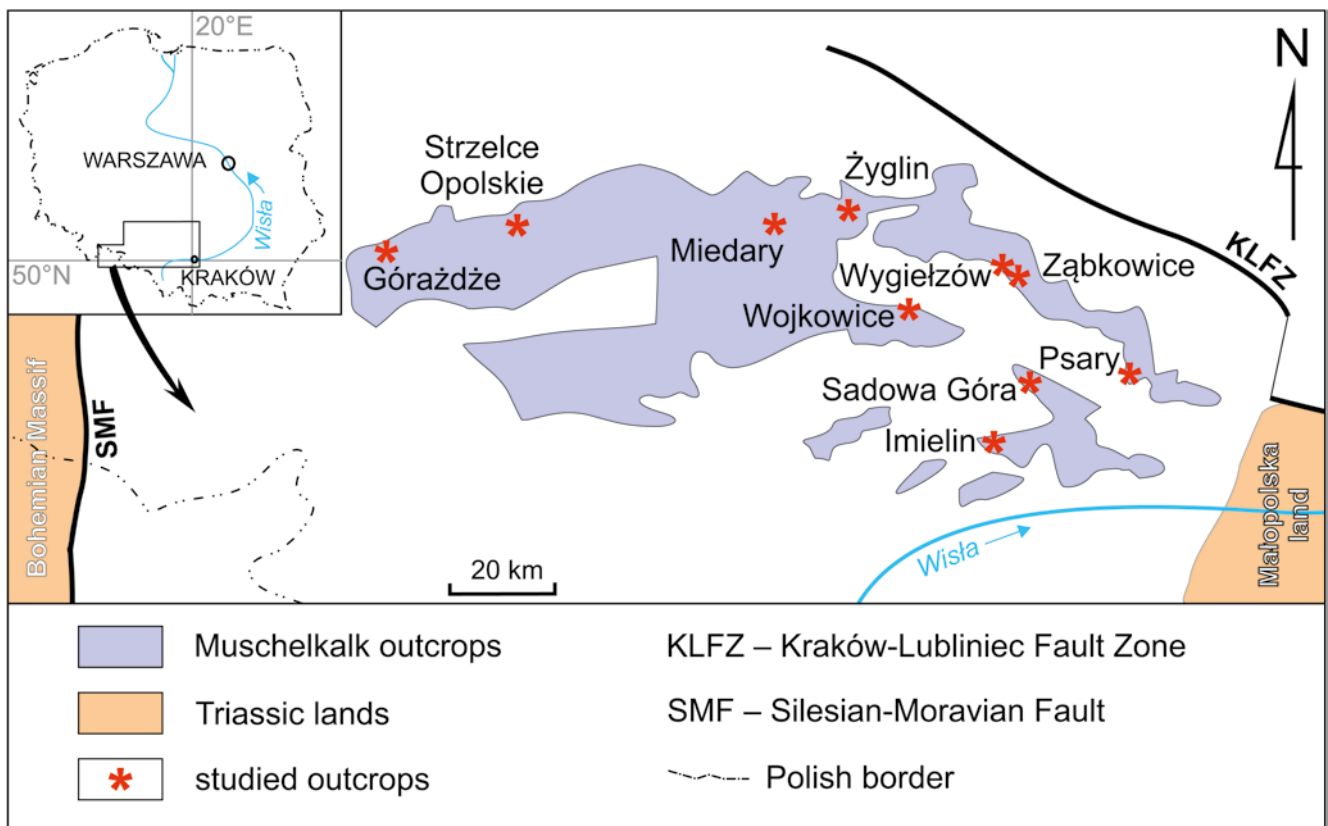 20°E
WARSZAWA
Wisła
50°N
KRAKÓW
N
Strzelce
Opolskie
Żyglin
Górażdże
Miedary
Wygiełzów
Ząbkowice
KLFZ
Wojkowice
Psary
Sadowa Góra
Imielin
Bohemian Massif
SMF
Wisła
Małopolska
land
20 km
Muschelkalk outcrops
KLFZ – Kraków-Lubliniec Fault Zone
Triassic lands
SMF – Silesian-Moravian Fault
studied outcrops
Polish border